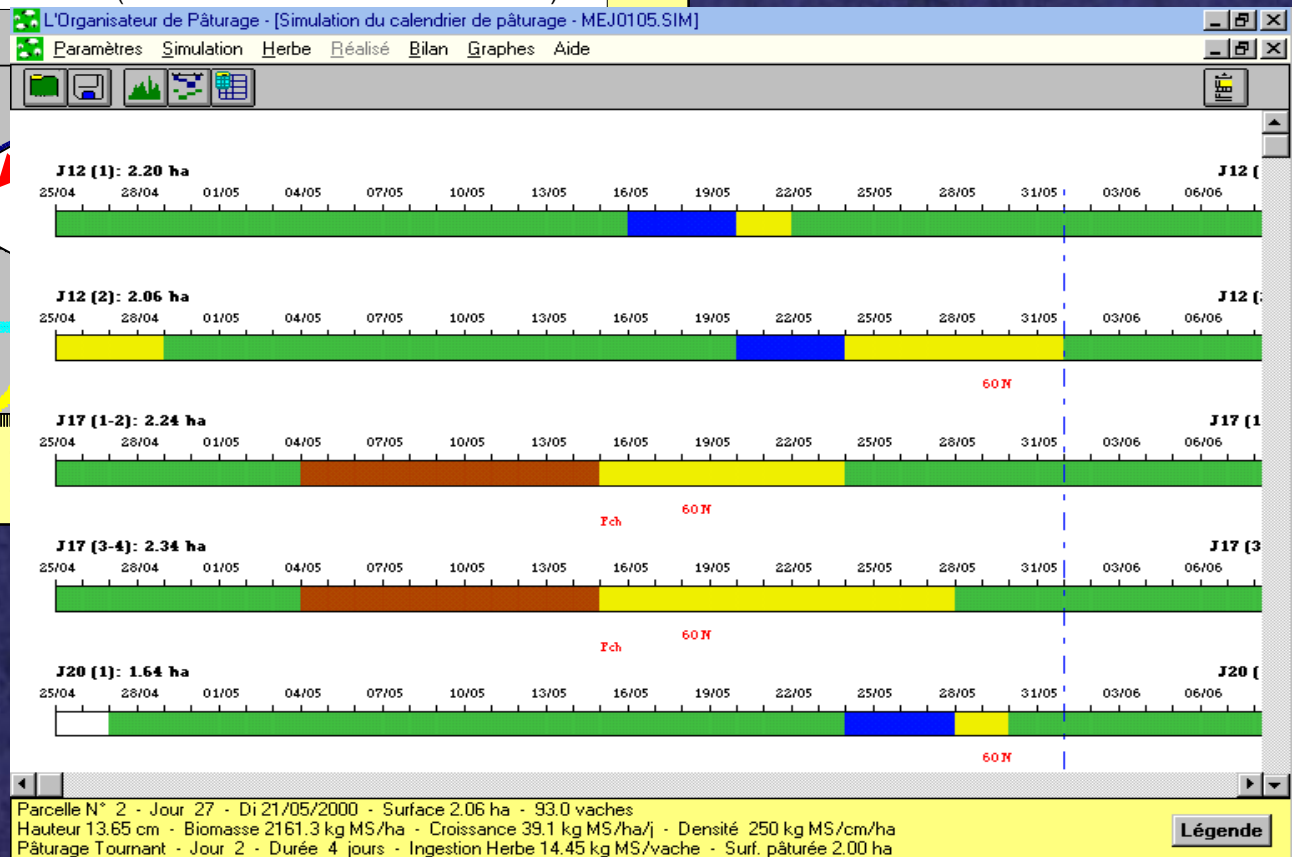 L'Organisateur de Pâturage - [Simulation du calendrier de pâturage - MEJ0105.SIM]
Paramètres Simulation Herbe Réalisé Bilan Graphes Aide
J12 (1): 2.20 ha J12 (
25/04 28/04 01/05 04/05 07/05 10/05 13/05 16/05 19/05 22/05 25/05 28/05 31/05 03/06 06/06
J12 (2): 2.06 ha J12 (
25/04 28/04 01/05 04/05 07/05 10/05 13/05 16/05 19/05 22/05 25/05 28/05 31/05 03/06 06/06
60N
J17 (1-2): 2.24 ha J17 (1
25/04 28/04 01/05 04/05 07/05 10/05 13/05 16/05 19/05 22/05 25/05 28/05 31/05 03/06 06/06
60N
Fch
J17 (3-4): 2.34 ha J17 (3
25/04 28/04 01/05 04/05 07/05 10/05 13/05 16/05 19/05 22/05 25/05 28/05 31/05 03/06 06/06
60N
Fch
J20 (1): 1.64 ha J20 (
25/04 28/04 01/05 04/05 07/05 10/05 13/05 16/05 19/05 22/05 25/05 28/05 31/05 03/06 06/06
60N
Parcelle N° 2 - Jour 27 - Di 21/05/2000 - Surface 2.06 ha - 93.0 vaches
Hauteur 13.65 cm - Biomasse 2161.3 kg MS/ha - Croissance 39.1 kg MS/ha/j - Densité 250 kg MS/cm/ha
Pâturage Tournant - Jour 2 - Durée 4 jours - Ingestion Herbe 14.45 kg MS/vache - Surf. pâturée 2.00 ha
Légende